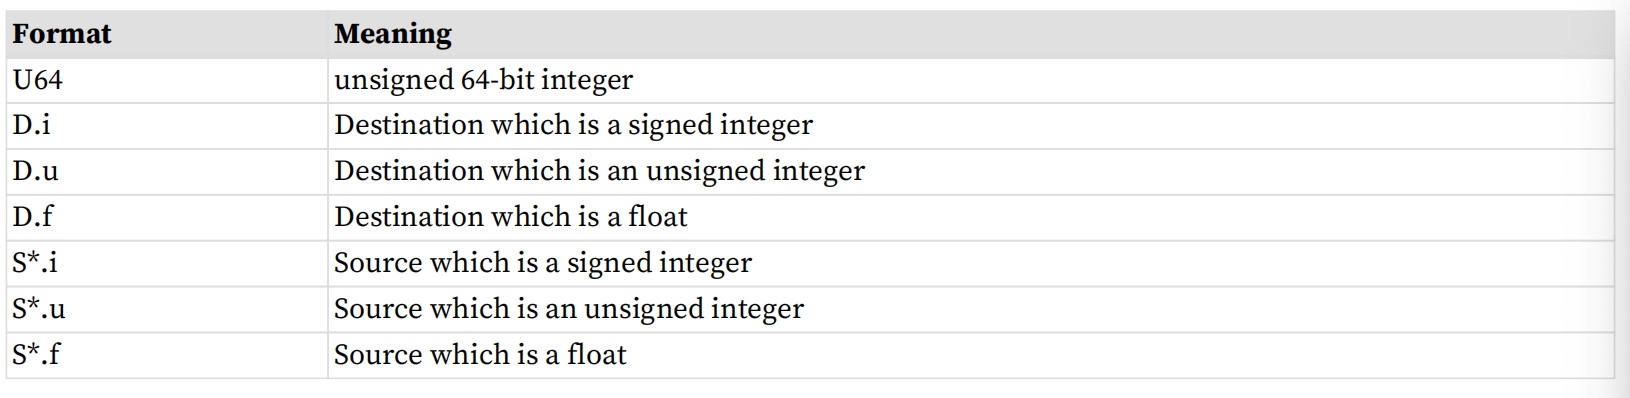 Format Meaning
U64 unsigned 64-bit integer
D.i Destination which is a signed integer
D.u Destination which is an unsigned integer
D.f Destination which is a float
S*.i Source which is a signed integer
S*.u Source which is an unsigned integer
S*.f Source which is a float